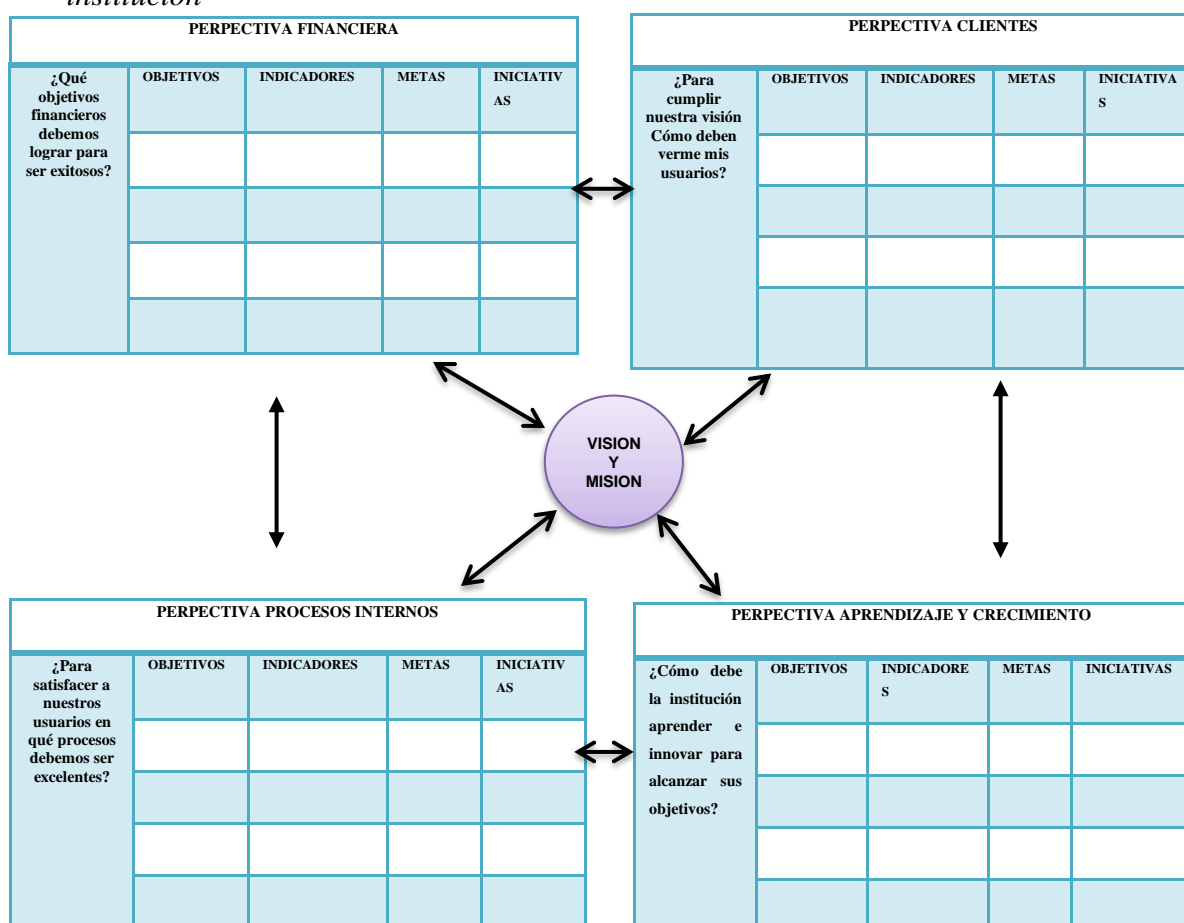 institución
PERPECTIVA FINANCIERA
¿Qué
objetivos
financieros
debemos
lograr para
ser exitosos?
OBJETIVOS
INDICADORES
METAS
INICIATIV
AS
PERPECTIVA CLIENTES
¿Para
cumplir
nuestra visión
Cómo deben
verme mis
usuarios?
OBJETIVOS
INDICADORES
METAS
INICIATIVA
S
VISION
Y
MISION
PERPECTIVA PROCESOS INTERNOS
¿Para
satisfacer a
nuestros
usuarios en
qué procesos
debemos ser
excelentes?
OBJETIVOS
INDICADORES
METAS
INICIATIV
AS
PERPECTIVA APRENDIZAJE Y CRECIMIENTO
¿Cómo debe
la institución
aprender e
innovar para
alcanzar sus
objetivos?
OBJETIVOS
INDICADORE
S
METAS
INICIATIVAS